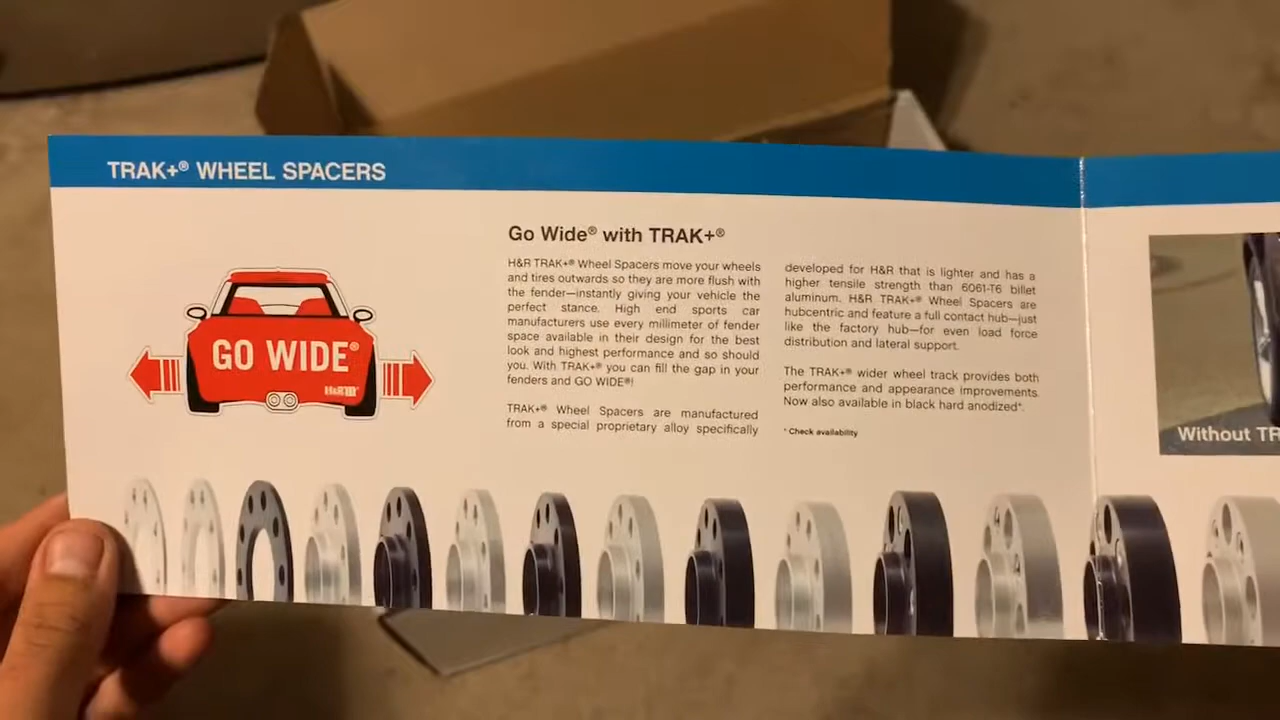 TRAK+® WHEEL SPACERS
GO WIDE®
H&R
Go Wide® with TRAK+®
H&R TRAK+® Wheel Spacers move your wheels
and tires outwards so they are more flush with
the fender—instantly giving your vehicle the
perfect stance. High end sports car
manufacturers use every millimeter of fender
space available in their design for the best
look and highest performance and so should
you. With TRAK+® you can fill the gap in your
fenders and GO WIDE®!
TRAK+® Wheel Spacers are manufactured
from a special proprietary alloy specifically
developed for H&R that is lighter and has a
higher tensile strength than 6061-T6 billet
aluminum. H&R TRAK+® Wheel Spacers are
hubcentric and feature a full contact hub—just
like the factory hub—for even load force
distribution and lateral support.
The TRAK+® wider wheel track provides both
performance and appearance improvements.
Now also available in black hard anodized*.
* Check availability
Without TR